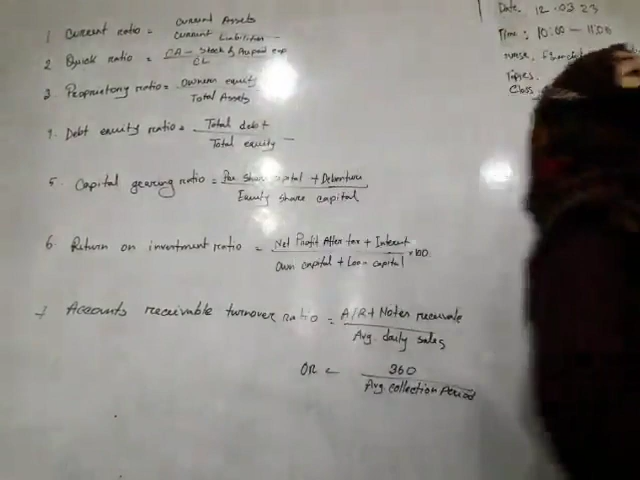 Date: 12.03.23
Time: 10:00 - 11:00
Topics.
Class
1 Current ratio = Current Assets
Current Liabilities
2 Quick ratio = CA - Stock & Prepaid exp
CL
3. Proprietory ratio = owners equity
Total Assets
4. Debt equity ratio = Total debt
Total equity
5. Capital gearing ratio = Pre share capital + Debenture
Equity share capital
6. Return on investment ratio = Net Profit After tax + Interest × 100
Own capital + Loan capital
7 Accounts receivable turnover ratio = A/R + Notes receivable
Avg. daily sales
OR = 360
Avg. collection Period